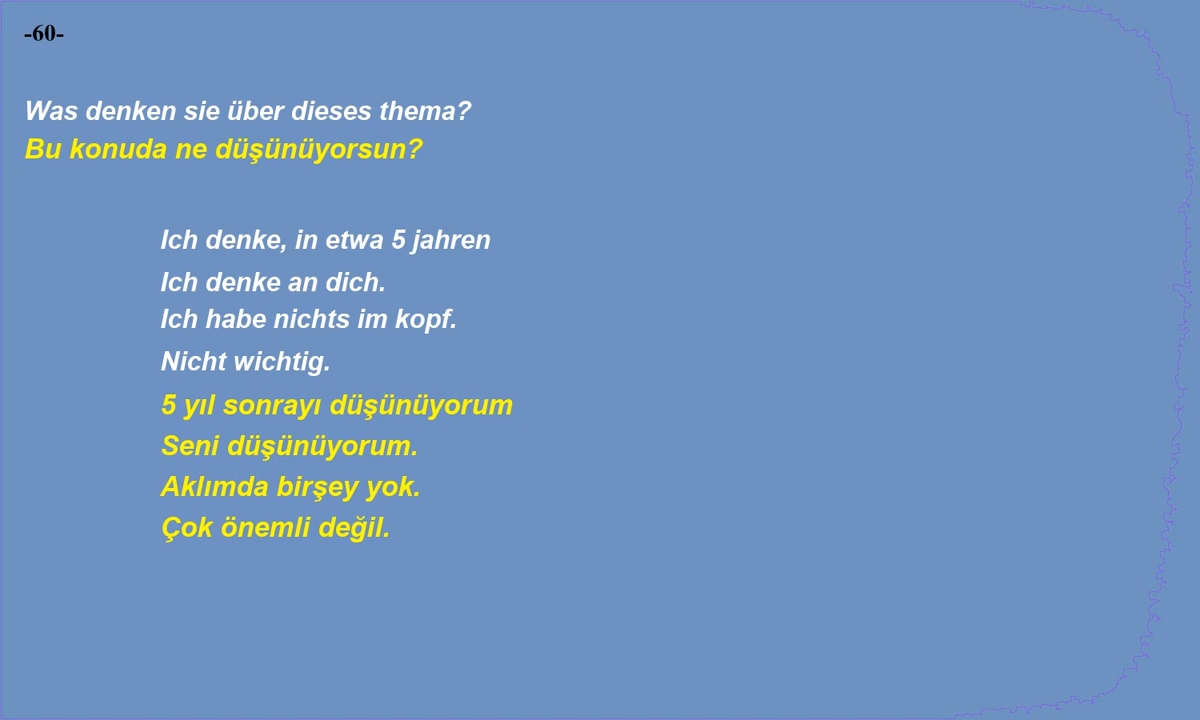 -60-
Was denken sie über dieses thema?
Bu konuda ne düşünüyorsun?
Ich denke, in etwa 5 jahren
Ich denke an dich.
Ich habe nichts im kopf.
Nicht wichtig.
5 yıl sonrayı düşünüyorum
Seni düşünüyorum.
Aklımda birşey yok.
Çok önemli değil.